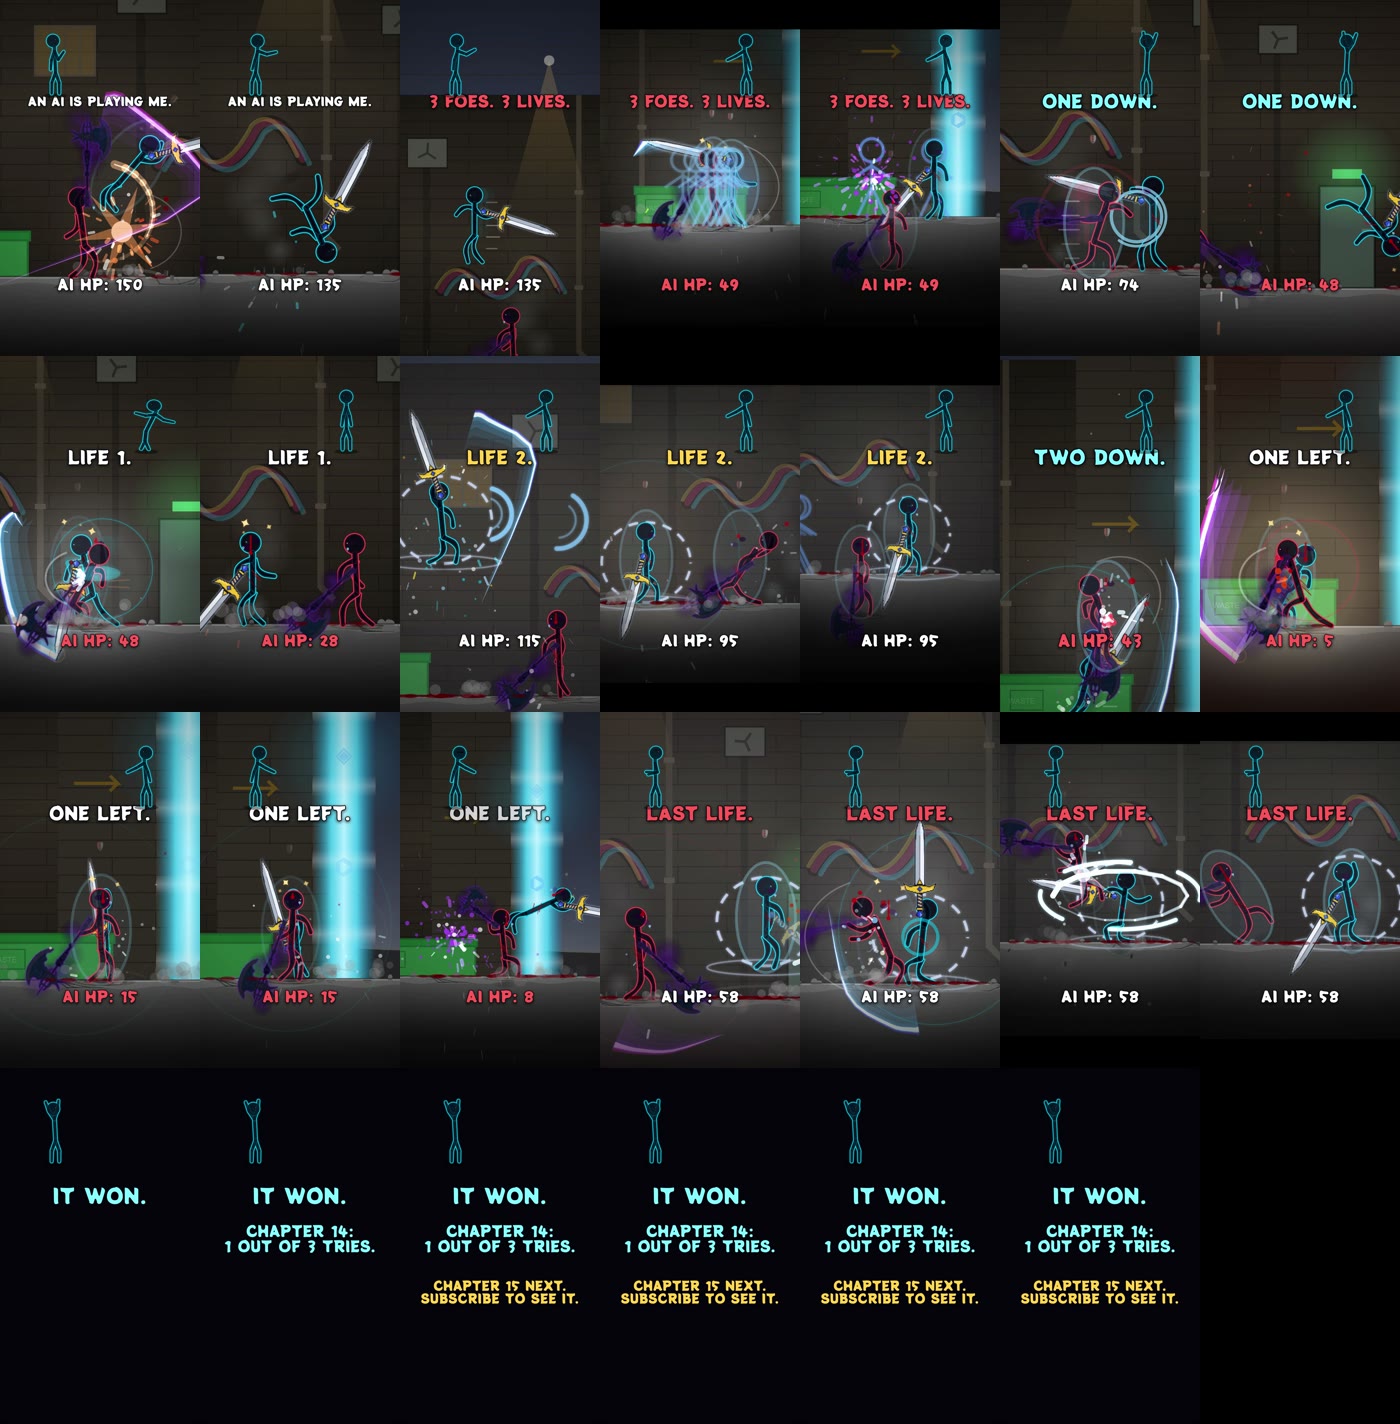 AN AI IS PLAYING ME.
AI HP: 150
AN AI IS PLAYING ME.
AI HP: 135
3 FOES. 3 LIVES.
AI HP: 135
3 FOES. 3 LIVES.
AI HP: 49
3 FOES. 3 LIVES.
AI HP: 49
ONE DOWN.
AI HP: 74
ONE DOWN.
AI HP: 48
LIFE 1.
AI HP: 48
LIFE 1.
AI HP: 28
LIFE 2.
AI HP: 115
LIFE 2.
AI HP: 95
LIFE 2.
AI HP: 95
TWO DOWN.
AI HP: 43
WASTE
ONE LEFT.
AI HP: 5
ONE LEFT.
AI HP: 15
ONE LEFT.
AI HP: 15
ONE LEFT.
AI HP: 8
LAST LIFE.
AI HP: 58
LAST LIFE.
AI HP: 58
LAST LIFE.
AI HP: 58
LAST LIFE.
AI HP: 58
IT WON.
IT WON.
CHAPTER 14:
1 OUT OF 3 TRIES.
IT WON.
CHAPTER 14:
1 OUT OF 3 TRIES.
CHAPTER 15 NEXT.
SUBSCRIBE TO SEE IT.
IT WON.
CHAPTER 14:
1 OUT OF 3 TRIES.
CHAPTER 15 NEXT.
SUBSCRIBE TO SEE IT.
IT WON.
CHAPTER 14:
1 OUT OF 3 TRIES.
CHAPTER 15 NEXT.
SUBSCRIBE TO SEE IT.
IT WON.
CHAPTER 14:
1 OUT OF 3 TRIES.
CHAPTER 15 NEXT.
SUBSCRIBE TO SEE IT.